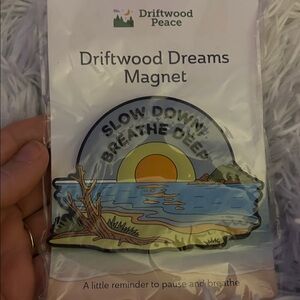 Driftwood
Peace
Driftwood Dreams
Magnet
SLOW DOWN
BREATHE DEEP
A little reminder to pause and breathe